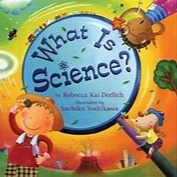 What Is
Science?
by Rebecca Kai Dotlich
illustrated by
Sachiko Yoshikawa